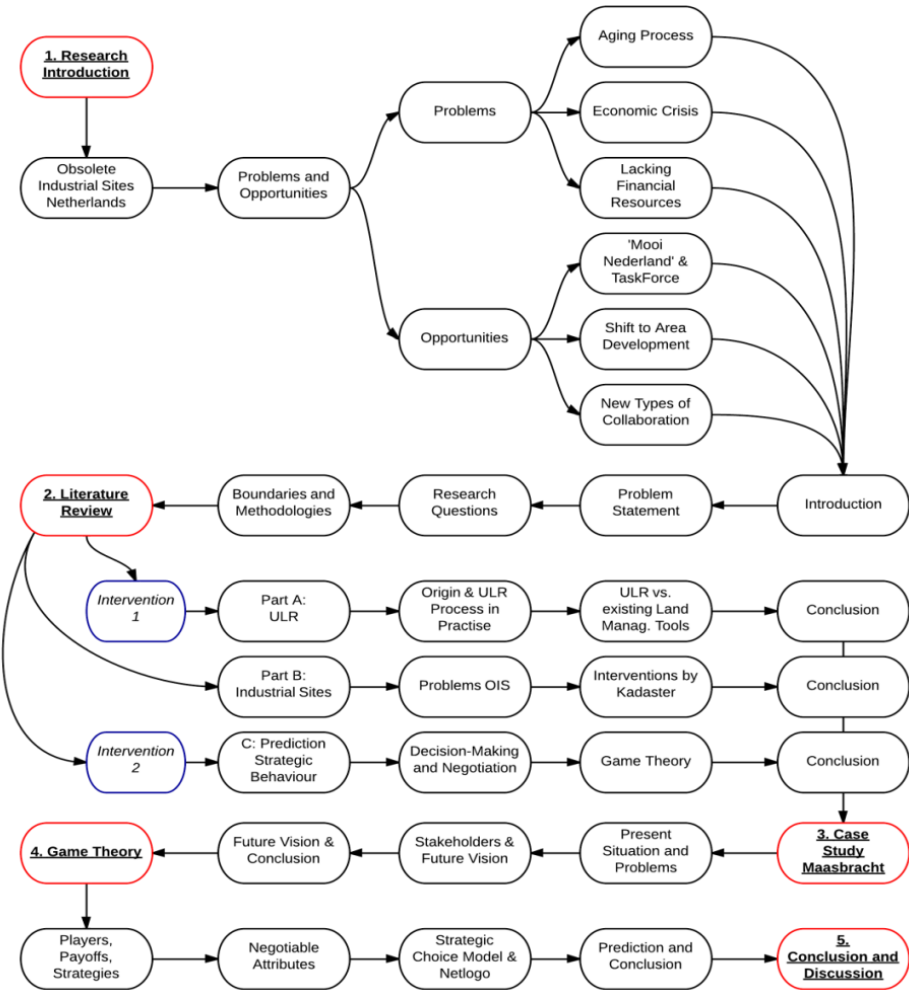 1. Research
Introduction
Obsolete
Industrial Sites
Netherlands
Problems and
Opportunities
Problems
Aging Process
Economic Crisis
Lacking
Financial
Resources
Opportunities
'Mooi
Nederland' &
TaskForce
Shift to Area
Development
New Types of
Collaboration
Introduction
Problem
Statement
Research
Questions
Boundaries and
Methodologies
2. Literature
Review
Intervention
1
Part A:
ULR
Origin & ULR
Process in
Practise
ULR vs.
existing Land
Manag. Tools
Conclusion
Part B:
Industrial Sites
Problems OIS
Interventions by
Kadaster
Conclusion
Intervention
2
C: Prediction
Strategic
Behaviour
Decision-Making
and Negotiation
Game Theory
Conclusion
3. Case
Study
Maasbracht
Present
Situation and
Problems
Stakeholders &
Future Vision
Future Vision &
Conclusion
4. Game Theory
Players,
Payoffs,
Strategies
Negotiable
Attributes
Strategic
Choice Model &
Netlogo
Prediction and
Conclusion
5.
Conclusion and
Discussion